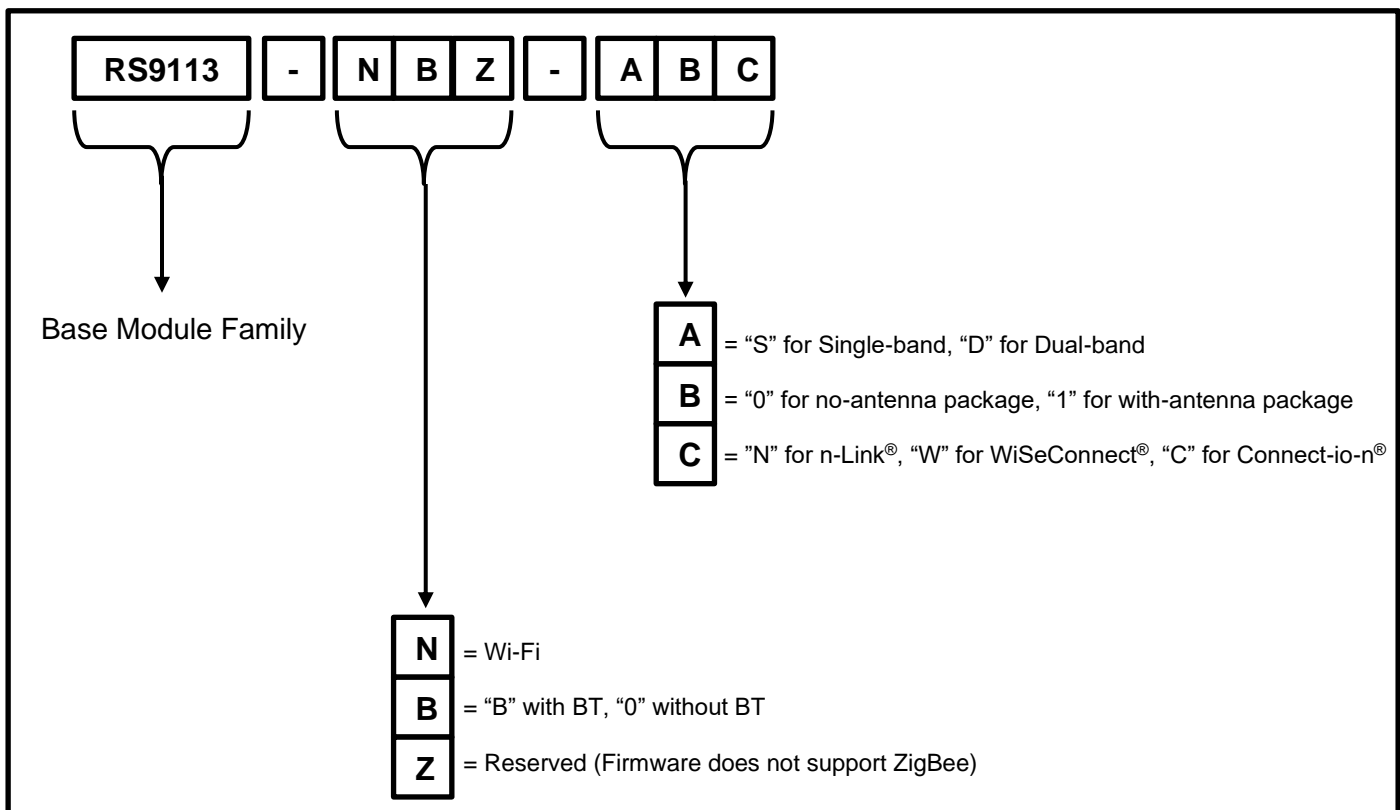 RS9113 - N B Z - A B C
Base Module Family
A = “S” for Single-band, “D” for Dual-band
B = “0” for no-antenna package, “1” for with-antenna package
C = ”N” for n-Link®, “W” for WiSeConnect®, “C” for Connect-io-n®
N = Wi-Fi
B = “B” with BT, “0” without BT
Z = Reserved (Firmware does not support ZigBee)